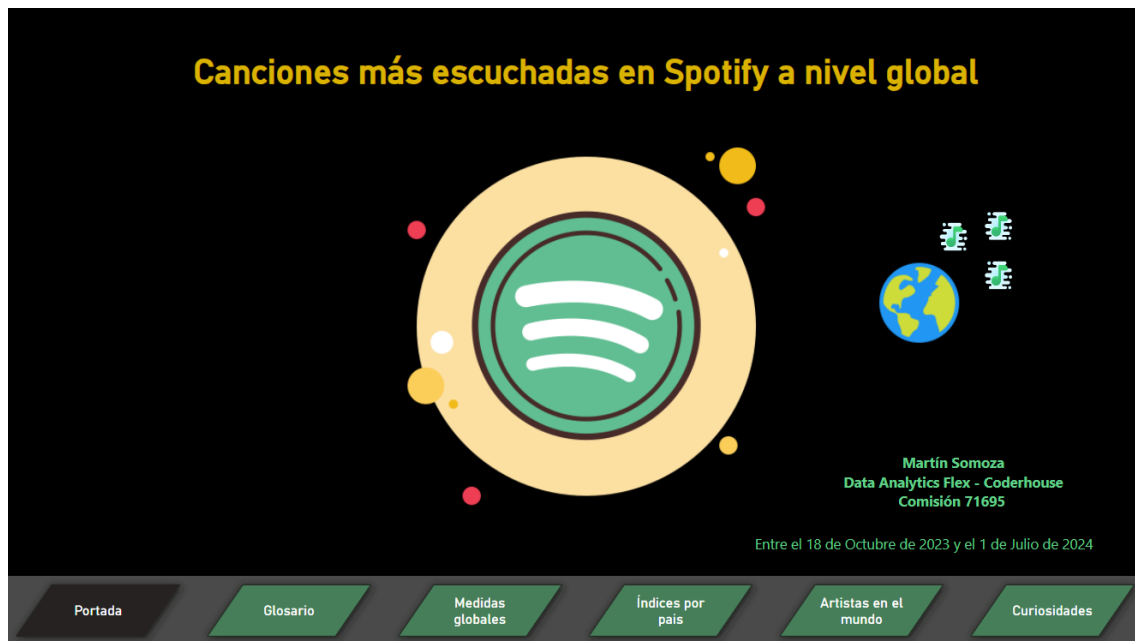 Canciones más escuchadas en Spotify a nivel global
Martín Somoza
Data Analytics Flex - Coderhouse
Comisión 71695
Entre el 18 de Octubre de 2023 y el 1 de Julio de 2024
Portada
Glosario
Medidas
globales
Índices por
pais
Artistas en el
mundo
Curiosidades